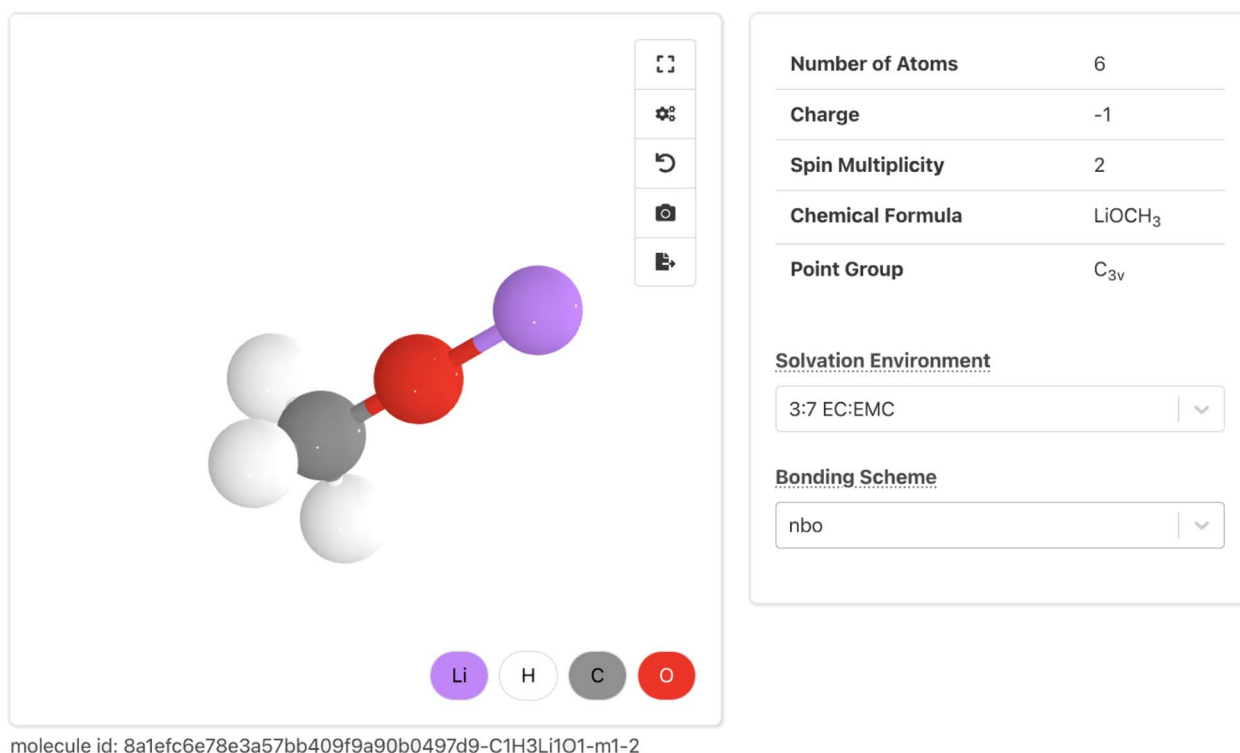 Number of Atoms 6
Charge -1
Spin Multiplicity 2
Chemical Formula LiOCH₃
Point Group C₃ᵥ
Solvation Environment
3:7 EC:EMC
Bonding Scheme
nbo
Li H C O
molecule id: 8a1efc6e78e3a57bb409f9a90b0497d9-C1H3Li1O1-m1-2